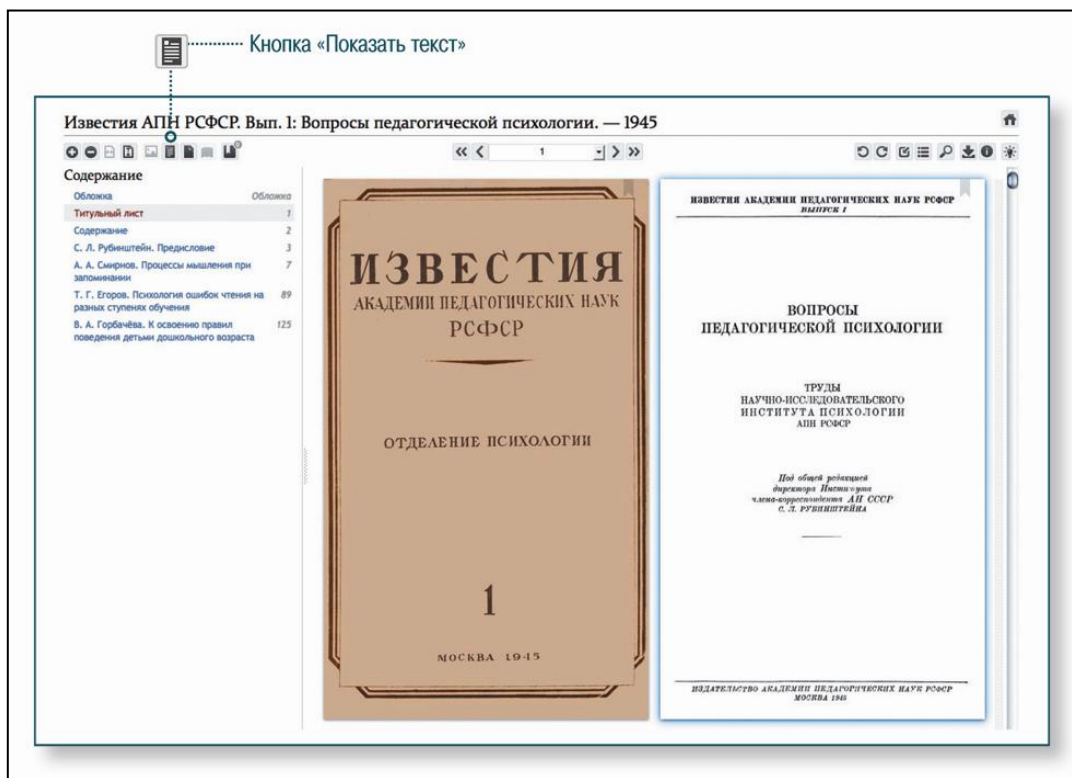 Кнопка «Показать текст»
Известия АПН РСФСР. Вып. 1: Вопросы педагогической психологии. — 1945
1
Содержание
Обложка Обложка
Титульный лист 1
Содержание 2
С. Л. Рубинштейн. Предисловие 3
А. А. Смирнов. Процессы мышления при 7
запоминании
Т. Г. Егоров. Психология ошибок чтения на 89
разных ступенях обучения
В. А. Горбачёва. К освоению правил 125
поведения детьми дошкольного возраста
ИЗВЕСТИЯ
АКАДЕМИИ ПЕДАГОГИЧЕСКИХ НАУК
РСФСР
ОТДЕЛЕНИЕ ПСИХОЛОГИИ
1
МОСКВА 1945
ИЗВЕСТИЯ АКАДЕМИИ ПЕДАГОГИЧЕСКИХ НАУК РСФСР
ВЫПУСК 1
ВОПРОСЫ
ПЕДАГОГИЧЕСКОЙ ПСИХОЛОГИИ
ТРУДЫ
НАУЧНО-ИССЛЕДОВАТЕЛЬСКОГО
ИНСТИТУТА ПСИХОЛОГИИ
АПН РСФСР
Под общей редакцией
директора Института
члена-корреспондента АН СССР
С. Л. РУБИНШТЕЙНА
ИЗДАТЕЛЬСТВО АКАДЕМИИ ПЕДАГОГИЧЕСКИХ НАУК РСФСР
МОСКВА 1945